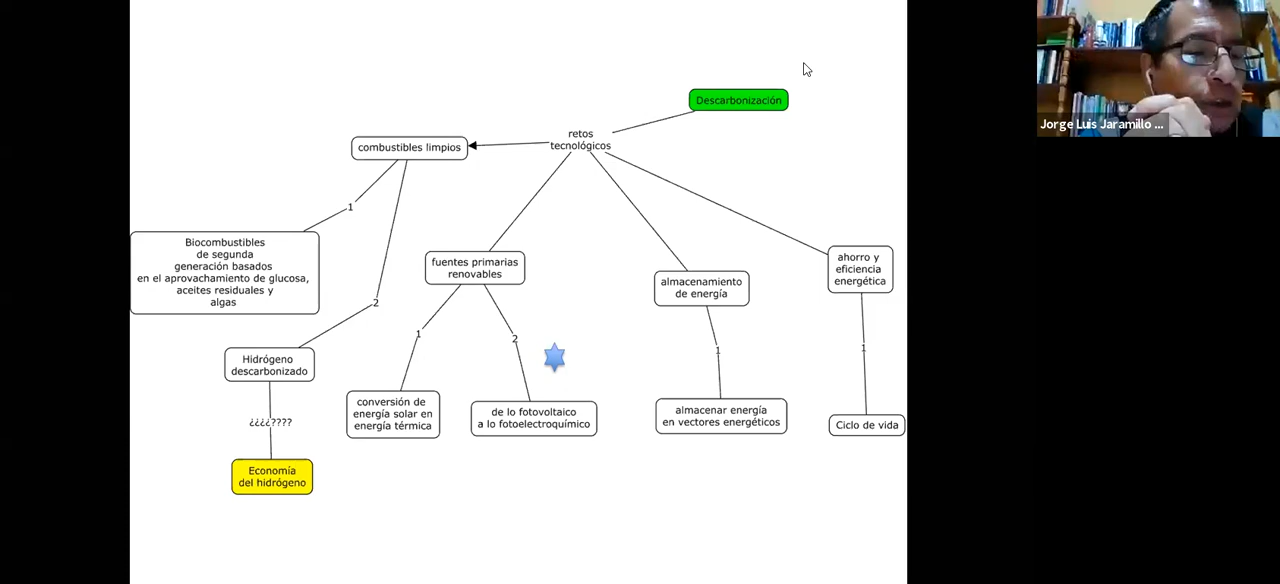 Descarbonización
retos
tecnológicos
combustibles limpios
1
Biocombustibles
de segunda
generación basados
en el aprovachamiento de glucosa,
aceites residuales y
algas
2
Hidrógeno
descarbonizado
¿¿¿¿????
Economía
del hidrógeno
fuentes primarias
renovables
1
conversión de
energía solar en
energía térmica
2
de lo fotovoltaico
a lo fotoelectroquímico
almacenamiento
de energía
1
almacenar energía
en vectores energéticos
ahorro y
eficiencia
energética
1
Ciclo de vida
Jorge Luis Jaramillo ...